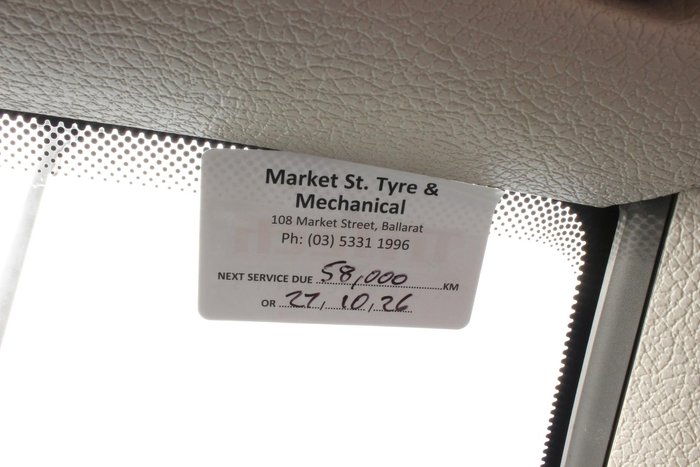 Market St. Tyre &
Mechanical
108 Market Street, Ballarat
Ph: (03) 5331 1996
NEXT SERVICE DUE 58,000 KM
OR 27, 10, 26